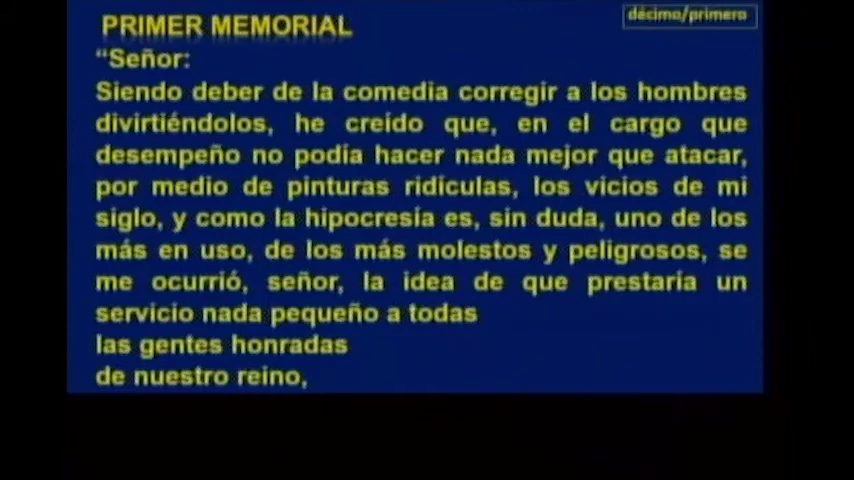 PRIMER MEMORIAL
décimo/primero
“Señor:
Siendo deber de la comedia corregir a los hombres
divirtiéndolos, he creído que, en el cargo que
desempeño no podía hacer nada mejor que atacar,
por medio de pinturas ridículas, los vicios de mi
siglo, y como la hipocresía es, sin duda, uno de los
más en uso, de los más molestos y peligrosos, se
me ocurrió, señor, la idea de que prestaría un
servicio nada pequeño a todas
las gentes honradas
de nuestro reino,